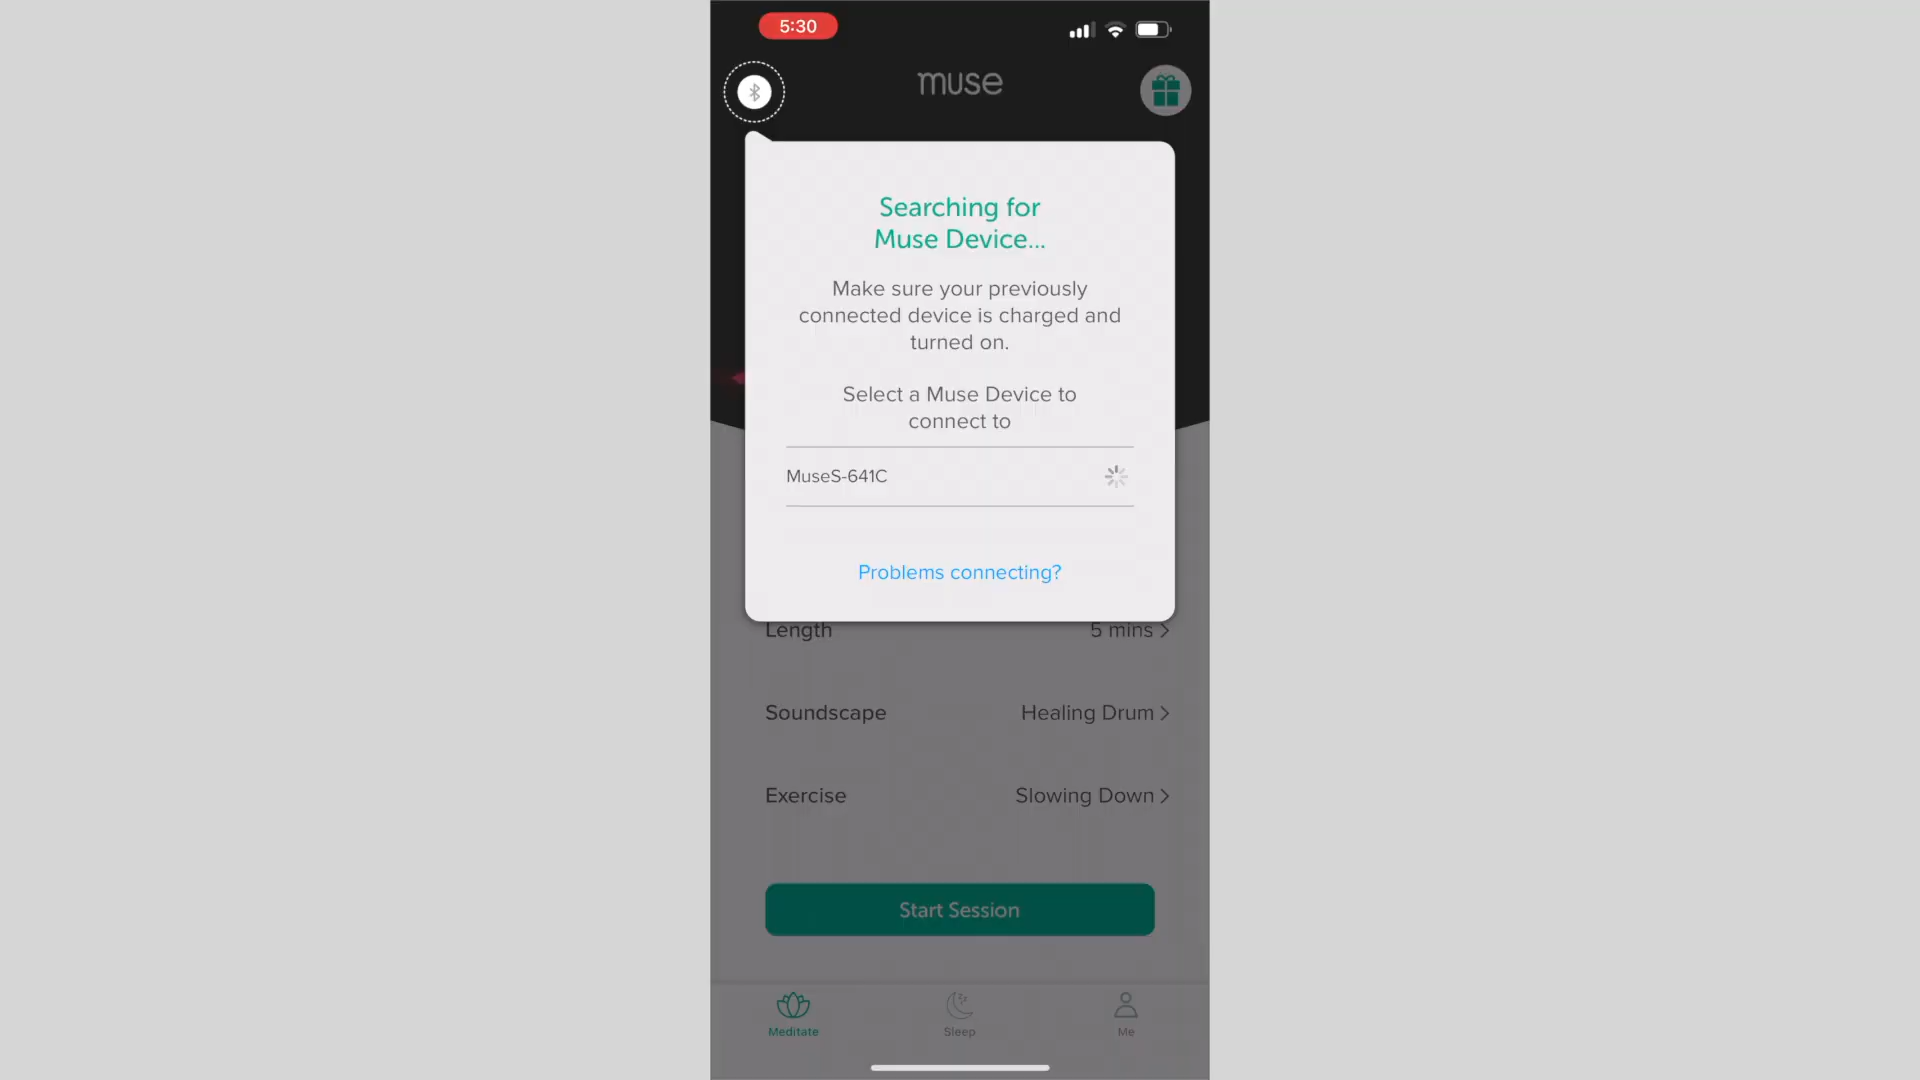 5:30
muse
Searching for
Muse Device...
Make sure your previously
connected device is charged and
turned on.
Select a Muse Device to
connect to
MuseS-641C
Problems connecting?
Length 5 mins
Soundscape Healing Drum
Exercise Slowing Down
Start Session
Meditate Sleep Me